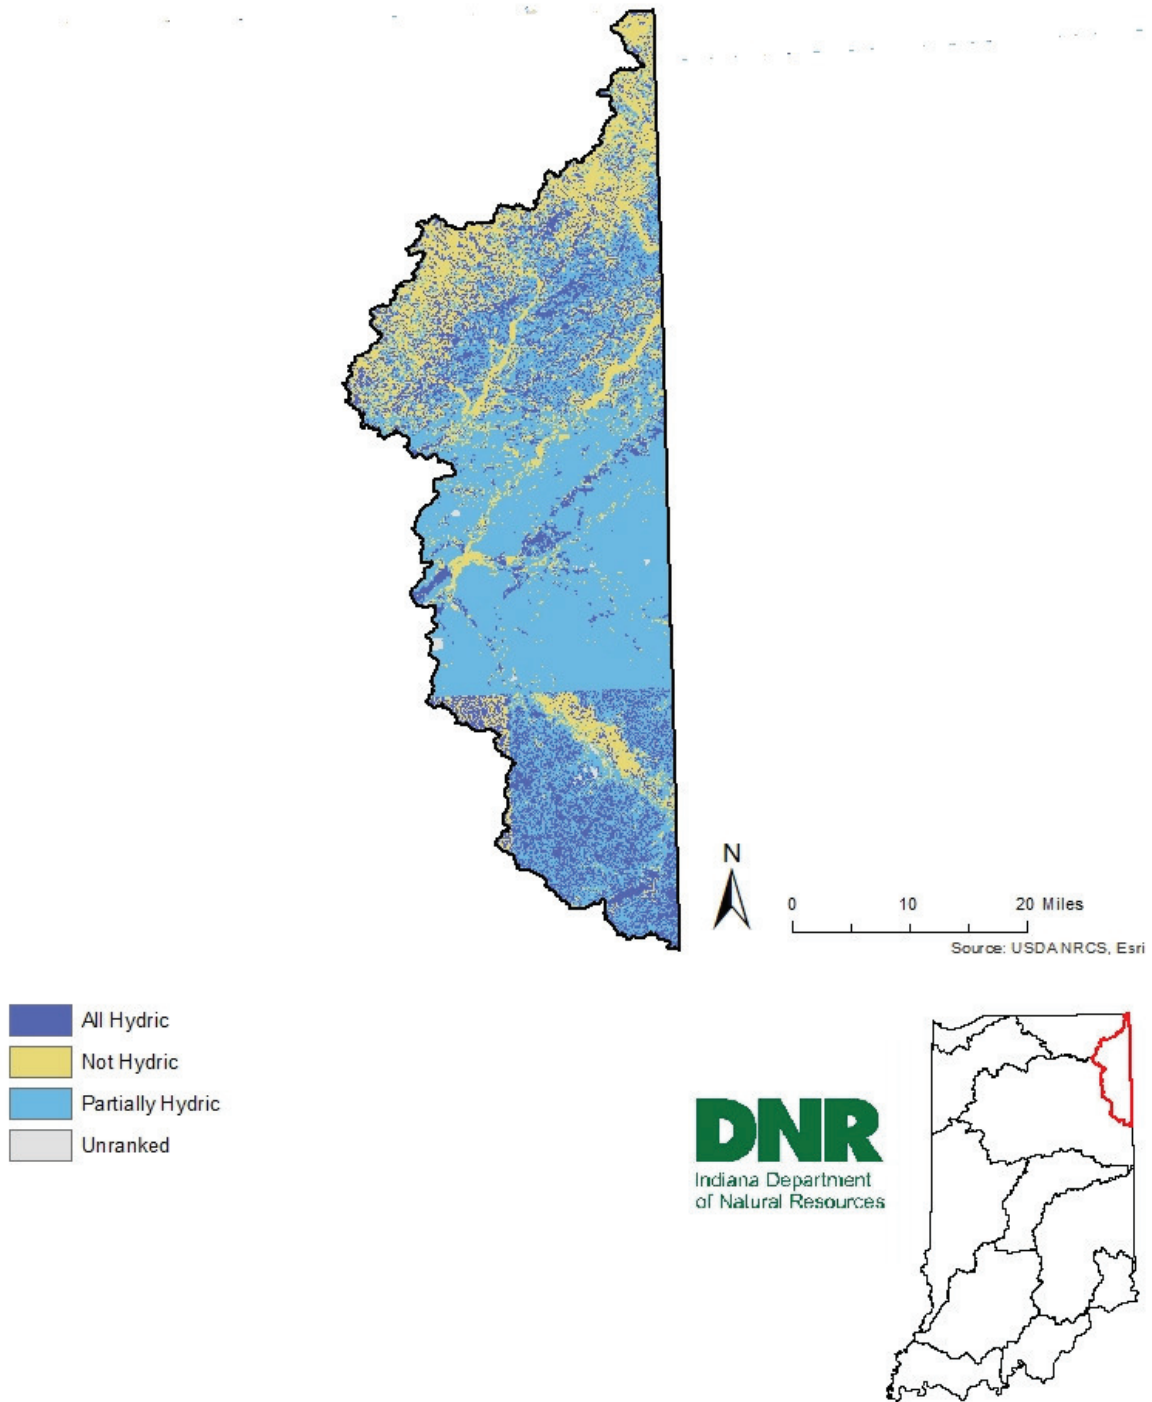 N
0 10 20 Miles
Source: USDA NRCS, Esri
All Hydric
Not Hydric
Partially Hydric
Unranked
DNR
Indiana Department
of Natural Resources